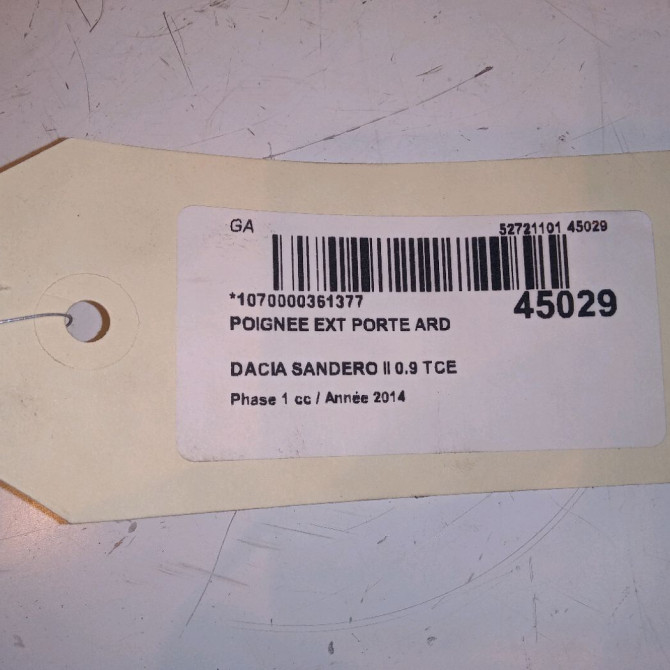 GA 52721101 45029
*1070000361377 45029
POIGNEE EXT PORTE ARD
DACIA SANDERO II 0.9 TCE
Phase 1 cc / Année 2014